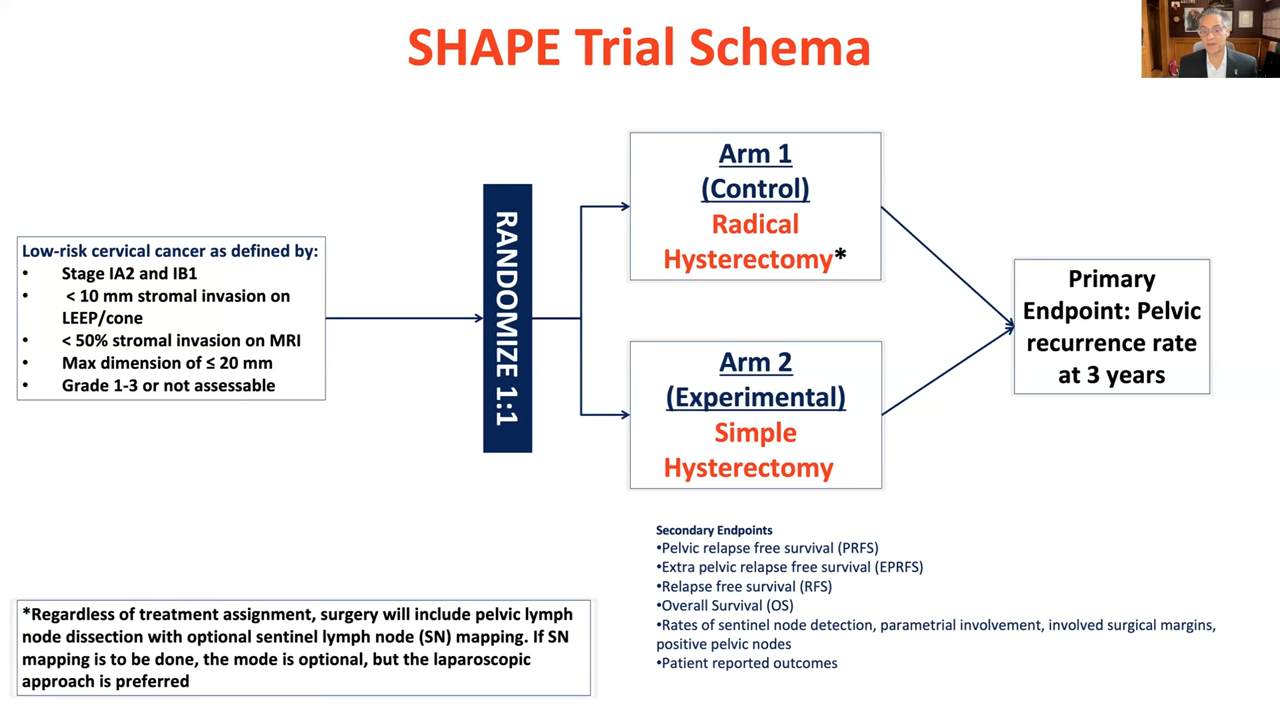 SHAPE Trial Schema
Low-risk cervical cancer as defined by:
• Stage IA2 and IB1
• < 10 mm stromal invasion on
LEEP/cone
• < 50% stromal invasion on MRI
• Max dimension of ≤ 20 mm
• Grade 1-3 or not assessable
RANDOMIZE 1:1
Arm 1
(Control)
Radical
Hysterectomy*
Arm 2
(Experimental)
Simple
Hysterectomy
Primary
Endpoint: Pelvic
recurrence rate
at 3 years
Secondary Endpoints
•Pelvic relapse free survival (PRFS)
•Extra pelvic relapse free survival (EPRFS)
•Relapse free survival (RFS)
•Overall Survival (OS)
•Rates of sentinel node detection, parametrial involvement, involved surgical margins,
positive pelvic nodes
•Patient reported outcomes
*Regardless of treatment assignment, surgery will include pelvic lymph
node dissection with optional sentinel lymph node (SN) mapping. If SN
mapping is to be done, the mode is optional, but the laparoscopic
approach is preferred